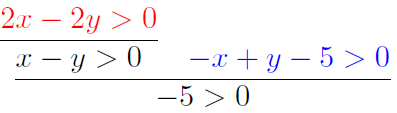 2x − 2y > 0
x − y > 0 −x + y − 5 > 0
−5 > 0